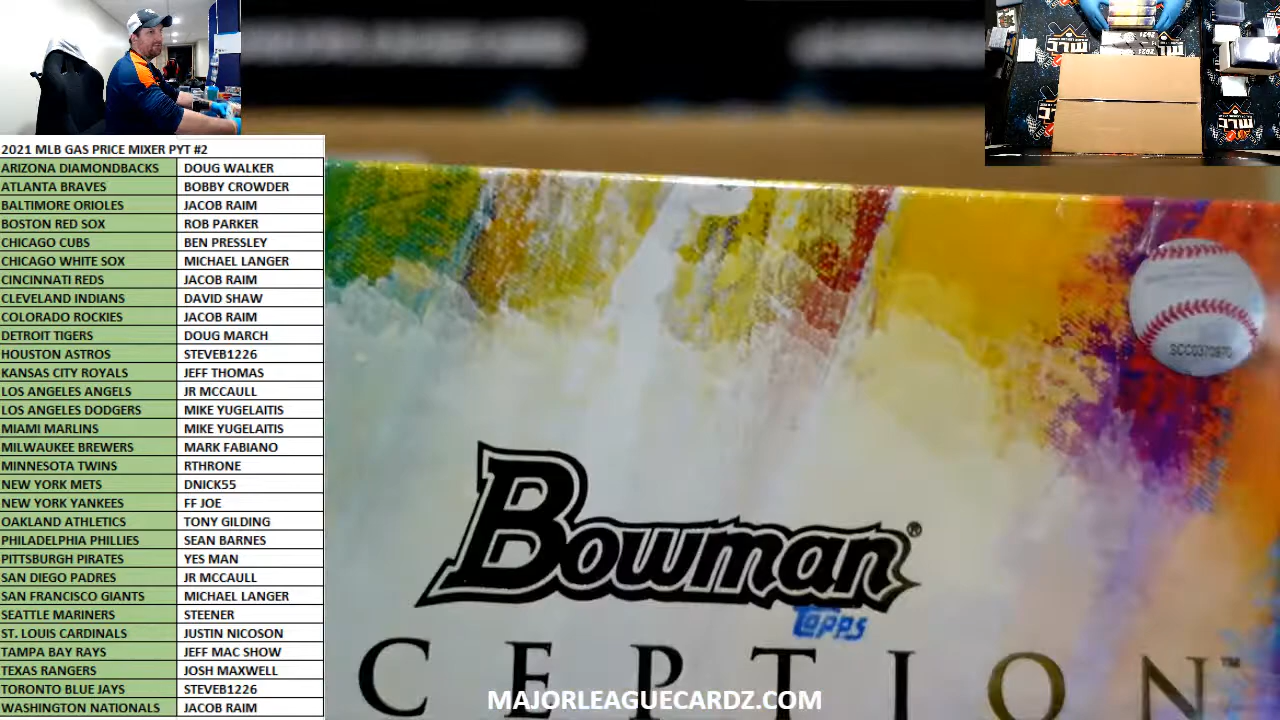 2021 MLB GAS PRICE MIXER PYT #2
ARIZONA DIAMONDBACKS DOUG WALKER
ATLANTA BRAVES BOBBY CROWDER
BALTIMORE ORIOLES JACOB RAIM
BOSTON RED SOX ROB PARKER
CHICAGO CUBS BEN PRESSLEY
CHICAGO WHITE SOX MICHAEL LANGER
CINCINNATI REDS JACOB RAIM
CLEVELAND INDIANS DAVID SHAW
COLORADO ROCKIES JACOB RAIM
DETROIT TIGERS DOUG MARCH
HOUSTON ASTROS STEVEB1226
KANSAS CITY ROYALS JEFF THOMAS
LOS ANGELES ANGELS JR MCCAULL
LOS ANGELES DODGERS MIKE YUGELAITIS
MIAMI MARLINS MIKE YUGELAITIS
MILWAUKEE BREWERS MARK FABIANO
MINNESOTA TWINS RTHRONE
NEW YORK METS DNICK55
NEW YORK YANKEES FF JOE
OAKLAND ATHLETICS TONY GILDING
PHILADELPHIA PHILLIES SEAN BARNES
PITTSBURGH PIRATES YES MAN
SAN DIEGO PADRES JR MCCAULL
SAN FRANCISCO GIANTS MICHAEL LANGER
SEATTLE MARINERS STEENER
ST. LOUIS CARDINALS JUSTIN NICOSON
TAMPA BAY RAYS JEFF MAC SHOW
TEXAS RANGERS JOSH MAXWELL
TORONTO BLUE JAYS STEVEB1226
WASHINGTON NATIONALS JACOB RAIM
Bowman®
TOPPS
CEPTION™
MAJORLEAGUECARDZ.COM
MLC